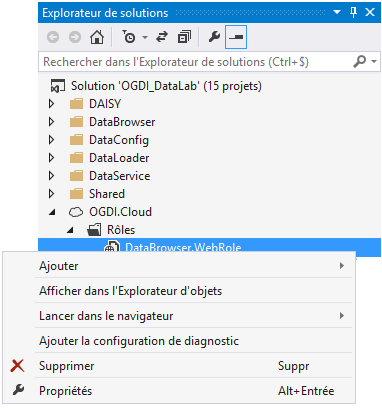 Explorateur de solutions
Rechercher dans l'Explorateur de solutions (Ctrl+$)
Solution 'OGDI_DataLab' (15 projets)
DAISY
DataBrowser
DataConfig
DataLoader
DataService
Shared
OGDI.Cloud
Rôles
DataBrowser.WebRole
Ajouter
Afficher dans l'Explorateur d'objets
Lancer dans le navigateur
Ajouter la configuration de diagnostic
Supprimer Suppr
Propriétés Alt+Entrée